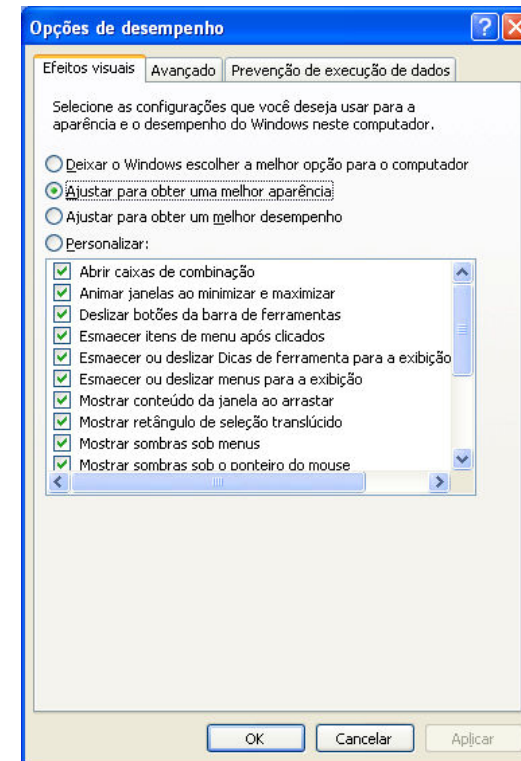 Opções de desempenho
Efeitos visuais Avançado Prevenção de execução de dados
Selecione as configurações que você deseja usar para a
aparência e o desempenho do Windows neste computador.
Deixar o Windows escolher a melhor opção para o computador
Ajustar para obter uma melhor aparência
Ajustar para obter um melhor desempenho
Personalizar:
Abrir caixas de combinação
Animar janelas ao minimizar e maximizar
Deslizar botões da barra de ferramentas
Esmaecer itens de menu após clicados
Esmaecer ou deslizar Dicas de ferramenta para a exibição
Esmaecer ou deslizar menus para a exibição
Mostrar conteúdo da janela ao arrastar
Mostrar retângulo de seleção translúcido
Mostrar sombras sob menus
Mostrar sombras sob o ponteiro do mouse
OK Cancelar Aplicar